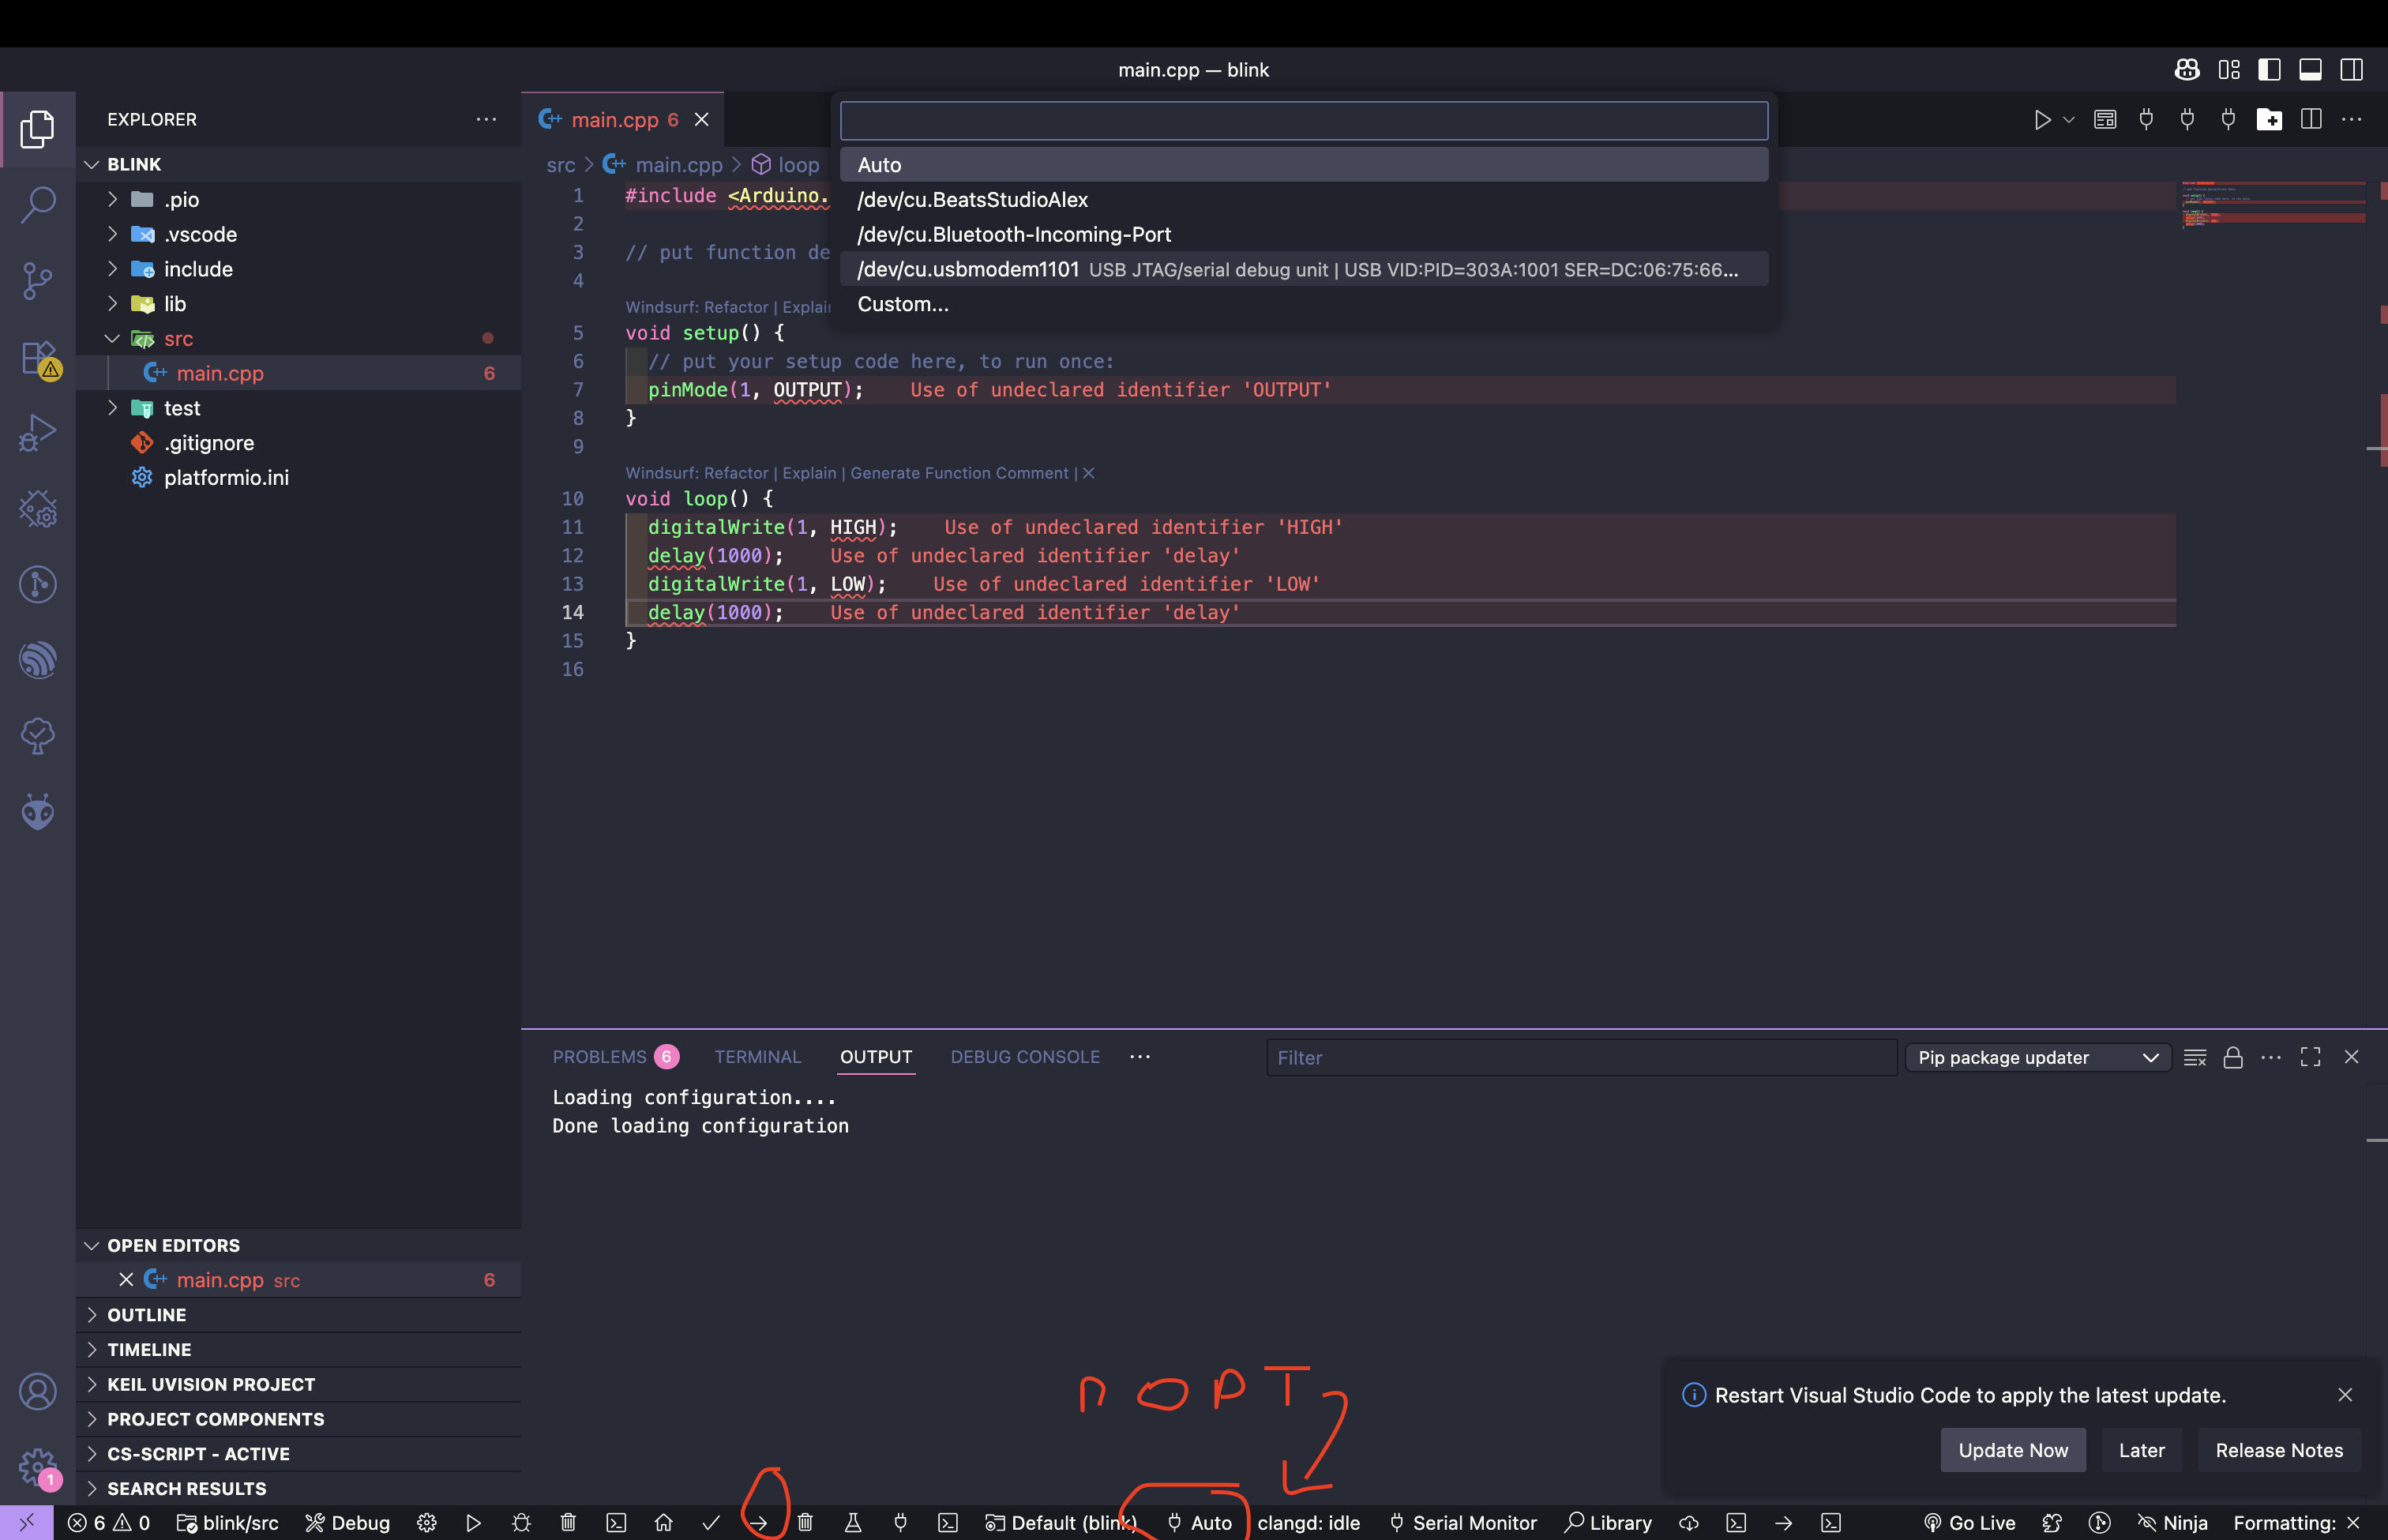 main.cpp — blink
EXPLORER
BLINK
.pio
.vscode
include
lib
src
main.cpp 6
test
.gitignore
platformio.ini
OPEN EDITORS
main.cpp src 6
OUTLINE
TIMELINE
KEIL UVISION PROJECT
PROJECT COMPONENTS
CS-SCRIPT - ACTIVE
SEARCH RESULTS
1
main.cpp 6
src > main.cpp > loop
Auto
/dev/cu.BeatsStudioAlex
/dev/cu.Bluetooth-Incoming-Port
/dev/cu.usbmodem1101 USB JTAG/serial debug unit | USB VID:PID=303A:1001 SER=DC:06:75:66...
Custom...
1 #include <Arduino.
2
3 // put function de
4
Windsurf: Refactor | Explain
5 void setup() {
6 // put your setup code here, to run once:
7 pinMode(1, OUTPUT); Use of undeclared identifier 'OUTPUT'
8 }
9
Windsurf: Refactor | Explain | Generate Function Comment | ×
10 void loop() {
11 digitalWrite(1, HIGH); Use of undeclared identifier 'HIGH'
12 delay(1000); Use of undeclared identifier 'delay'
13 digitalWrite(1, LOW); Use of undeclared identifier 'LOW'
14 delay(1000); Use of undeclared identifier 'delay'
15 }
16
PROBLEMS 6 TERMINAL OUTPUT DEBUG CONSOLE ... Filter Pip package updater
Loading configuration....
Done loading configuration
порт
Restart Visual Studio Code to apply the latest update.
Update Now Later Release Notes
6 0 blink/src Debug Default (blink) Auto clangd: idle Serial Monitor Library Go Live Ninja Formatting: ×